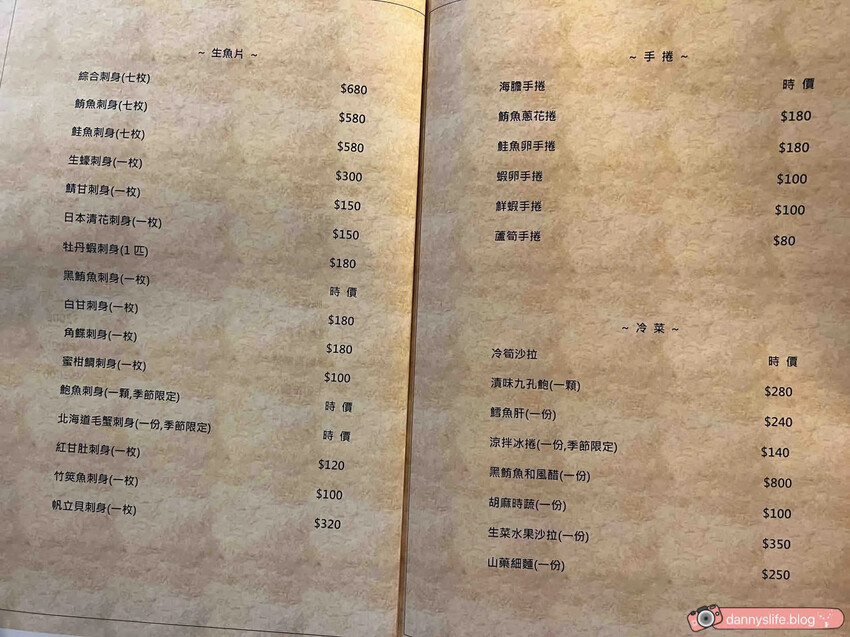 ~ 生魚片 ~
綜合刺身(七枚) $680
鮪魚刺身(七枚) $580
鮭魚刺身(七枚) $580
生蠔刺身(一枚) $300
鯖甘刺身(一枚) $150
日本清花刺身(一枚) $150
牡丹蝦刺身(1 匹) $180
黑鮪魚刺身(一枚) 時 價
白甘刺身(一枚) $180
角鰈刺身(一枚) $180
蜜柑鯛刺身(一枚) $100
鮑魚刺身(一顆,季節限定) 時 價
北海道毛蟹刺身(一份,季節限定) 時 價
紅甘肚刺身(一枚) $120
竹筴魚刺身(一枚) $100
帆立貝刺身(一枚) $320
~ 手 捲 ~
海膽手捲 時 價
鮪魚蔥花捲 $180
鮭魚卵手捲 $180
蝦卵手捲 $100
鮮蝦手捲 $100
蘆筍手捲 $80
~ 冷 菜 ~
冷筍沙拉 時 價
漬味九孔鮑(一顆) $280
鱈魚肝(一份) $240
涼拌冰捲(一份,季節限定) $140
黑鮪魚和風醋(一份) $800
胡麻時蔬(一份) $100
生菜水果沙拉(一份) $350
山藥細麵(一份) $250
dannyslife.blog